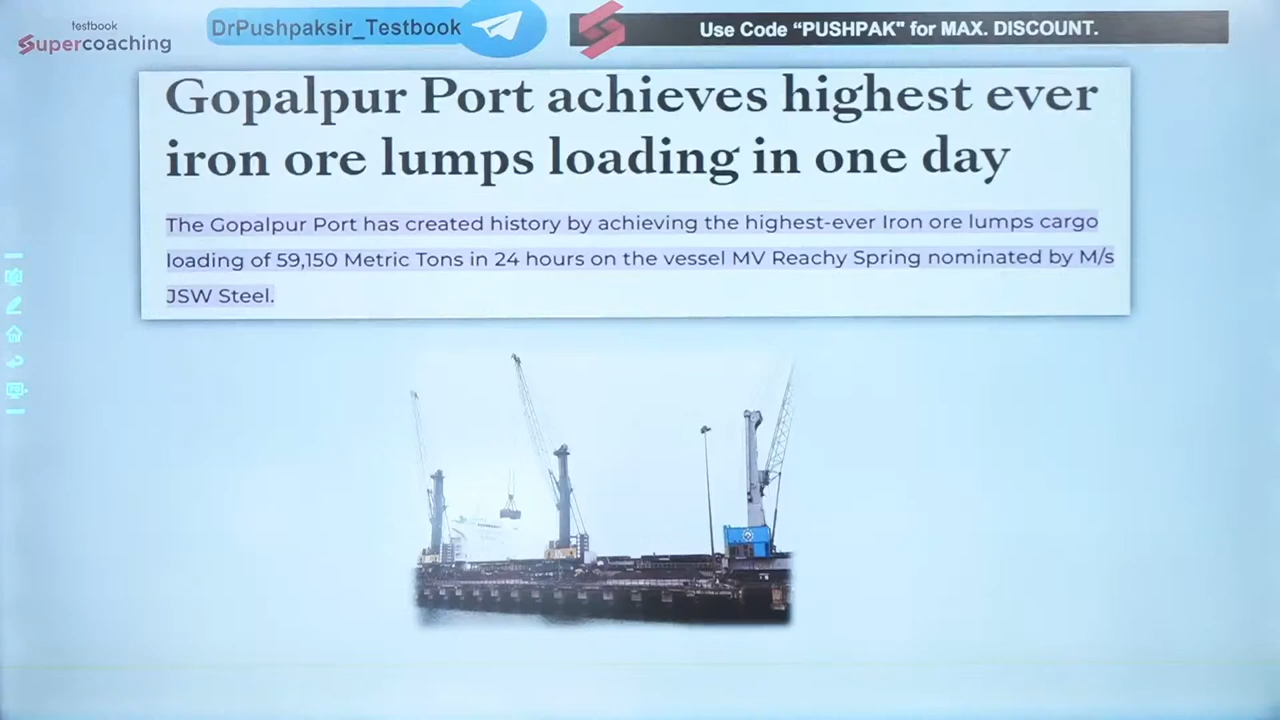 testbook
Supercoaching
DrPushpaksir_Testbook
Use Code “PUSHPAK" for MAX. DISCOUNT.
Gopalpur Port achieves highest ever
iron ore lumps loading in one day
The Gopalpur Port has created history by achieving the highest-ever Iron ore lumps cargo
loading of 59,150 Metric Tons in 24 hours on the vessel MV Reachy Spring nominated by M/s
JSW Steel.